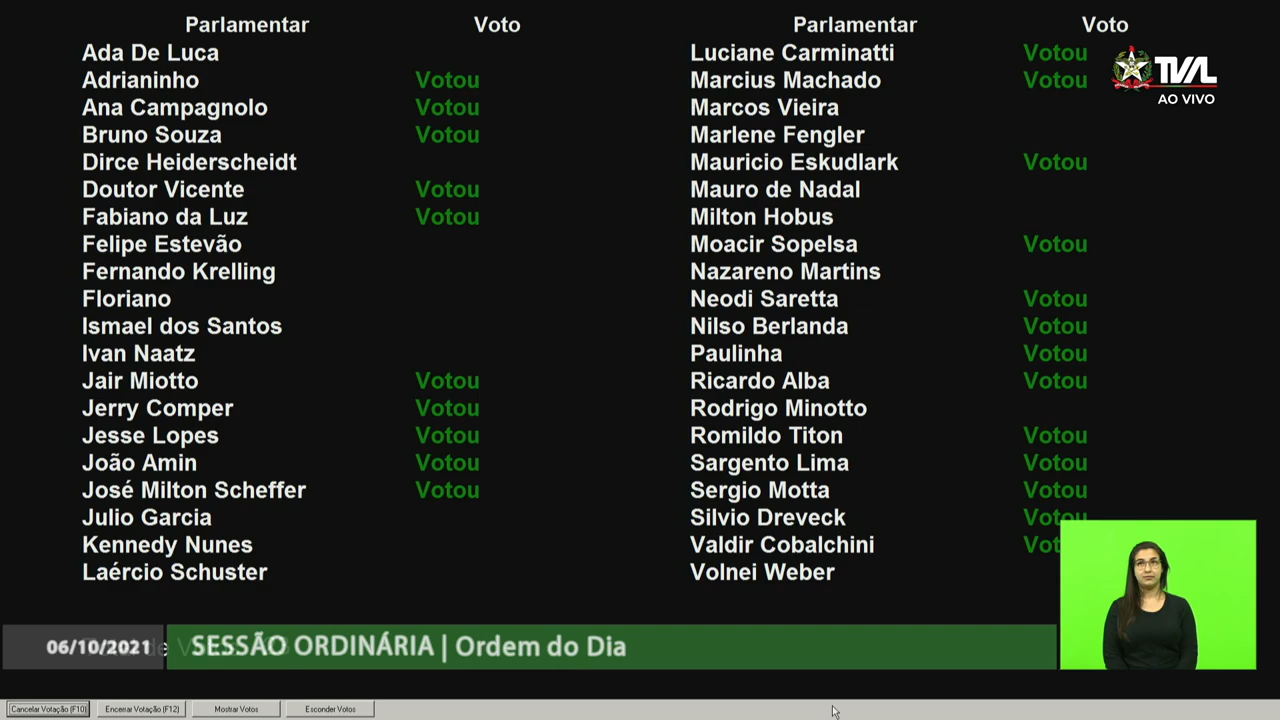 Parlamentar Voto
Ada De Luca
Adrianinho Votou
Ana Campagnolo Votou
Bruno Souza Votou
Dirce Heiderscheidt
Doutor Vicente Votou
Fabiano da Luz Votou
Felipe Estevão
Fernando Krelling
Floriano
Ismael dos Santos
Ivan Naatz
Jair Miotto Votou
Jerry Comper Votou
Jesse Lopes Votou
João Amin Votou
José Milton Scheffer Votou
Julio Garcia
Kennedy Nunes
Laércio Schuster
Parlamentar Voto
Luciane Carminatti Votou
Marcius Machado Votou
Marcos Vieira
Marlene Fengler
Mauricio Eskudlark Votou
Mauro de Nadal
Milton Hobus
Moacir Sopelsa Votou
Nazareno Martins
Neodi Saretta Votou
Nilso Berlanda Votou
Paulinha Votou
Ricardo Alba Votou
Rodrigo Minotto
Romildo Titon Votou
Sargento Lima Votou
Sergio Motta Votou
Silvio Dreveck Votou
Valdir Cobalchini Vot
Volnei Weber
TVAL
AO VIVO
06/10/2021 SESSÃO ORDINÁRIA | Ordem do Dia
Cancelar Votação (F10) Encerrar Votação (F12) Mostrar Votos Esconder Votos